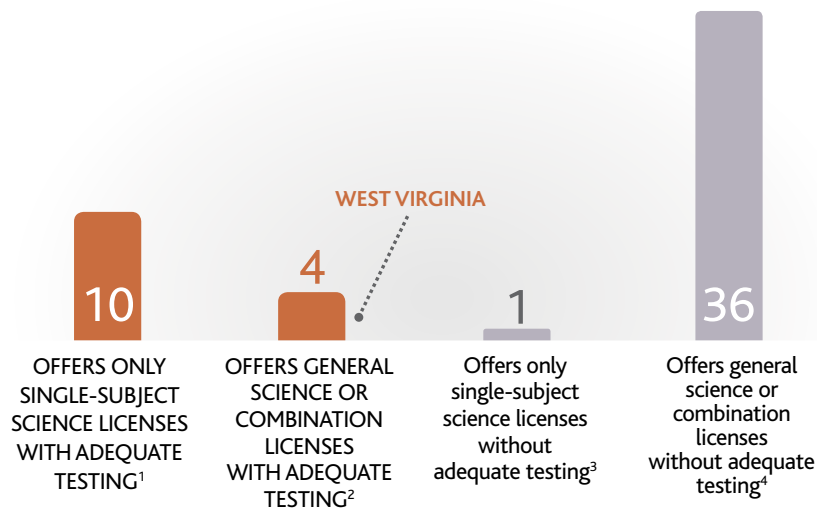 WEST VIRGINIA
10
4
1
36
OFFERS ONLY
SINGLE-SUBJECT
SCIENCE LICENSES
WITH ADEQUATE
TESTING¹
OFFERS GENERAL
SCIENCE OR
COMBINATION
LICENSES
WITH ADEQUATE
TESTING²
Offers only
single-subject
science licenses
without
adequate testing³
Offers general
science or
combination
licenses
without adequate
testing⁴